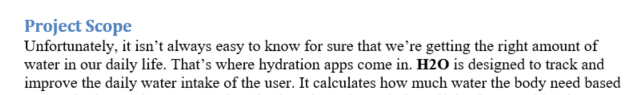 Project Scope
Unfortunately, it isn’t always easy to know for sure that we’re getting the right amount of
water in our daily life. That’s where hydration apps come in. H2O is designed to track and
improve the daily water intake of the user. It calculates how much water the body need based